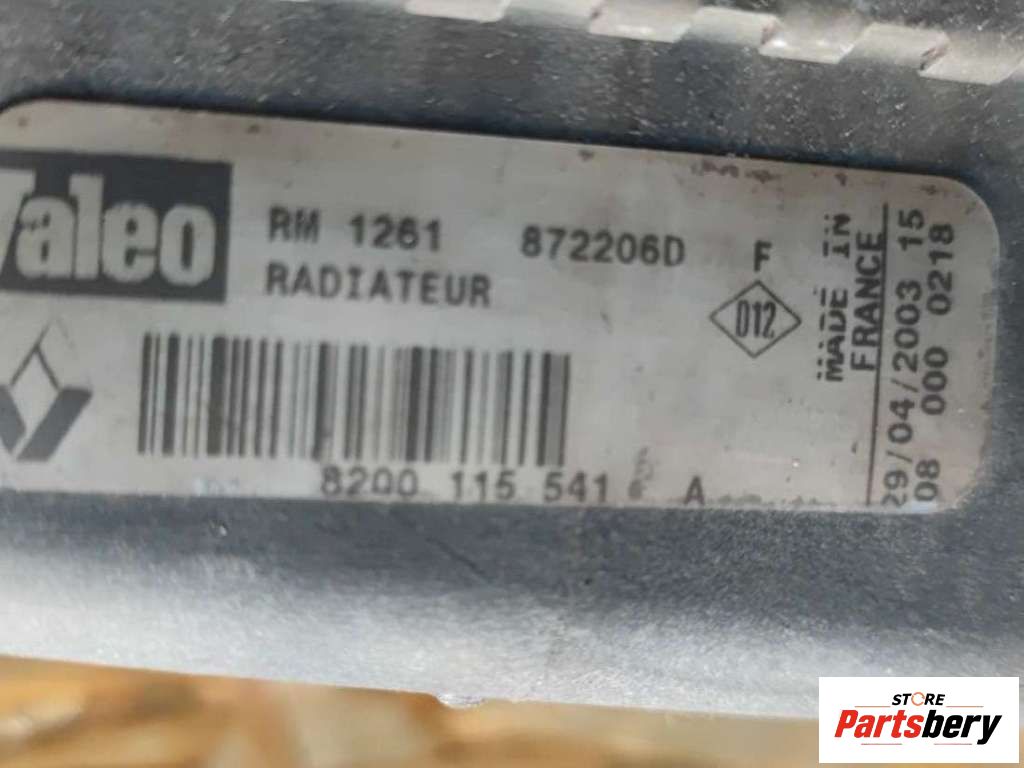 Valeo
RM 1261 872206D F
RADIATEUR
D12
MADE IN
FRANCE
29/04/2003 15
08 000 0218
8200 115 541 A
STORE
Partsbery